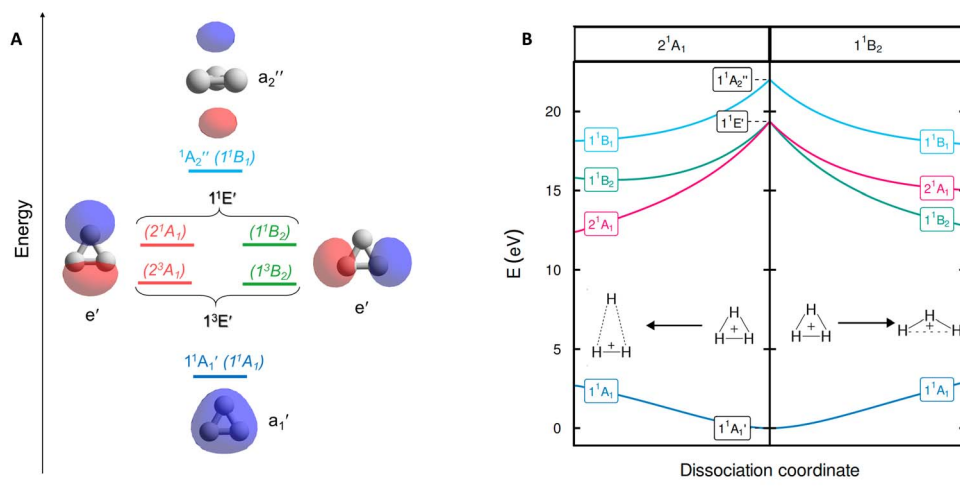 A
Energy
a₂''
¹A₂'' (1¹B₁)
1¹E'
(2¹A₁) (1¹B₂)
(2³A₁) (1³B₂)
e' e'
1³E'
1¹A₁' (1¹A₁)
a₁'
B
2¹A₁ 1¹B₂
E (eV)
20
15
10
5
0
1¹A₂''
1¹E'
1¹B₁ 1¹B₁
1¹B₂ 2¹A₁
2¹A₁ 1¹B₂
H H H H
H + H H + H H + H H + H
1¹A₁ 1¹A₁
1¹A₁'
Dissociation coordinate